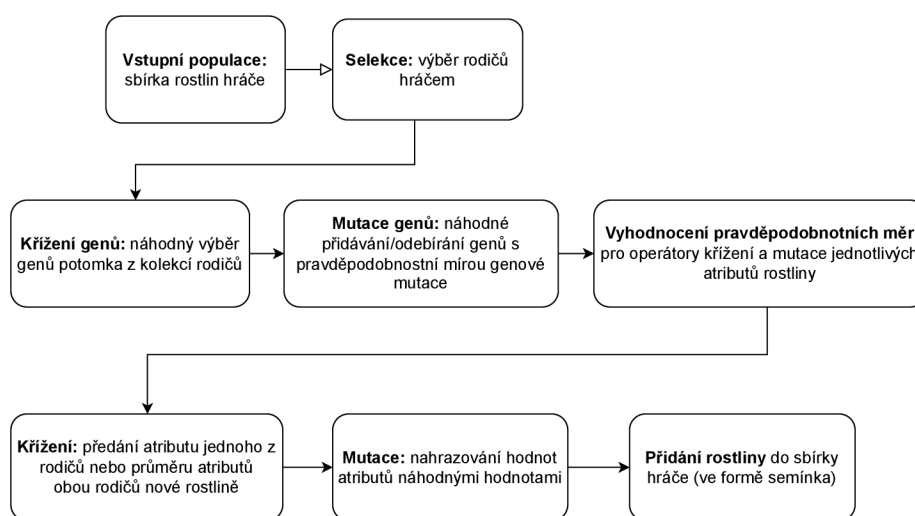 Vstupní populace:
sbírka rostlin hráče
Selekce: výběr rodičů
hráčem
Křížení genů: náhodný výběr
genů potomka z kolekcí rodičů
Mutace genů: náhodné
přidávání/odebírání genů s
pravděpodobnostní mírou genové
mutace
Vyhodnocení pravděpodobnotních měr
pro operátory křížení a mutace jednotlivých
atributů rostliny
Křížení: předání atributu jednoho z
rodičů nebo průměru atributů
obou rodičů nové rostlině
Mutace: nahrazování hodnot
atributů náhodnými hodnotami
Přidání rostliny do sbírky
hráče (ve formě semínka)